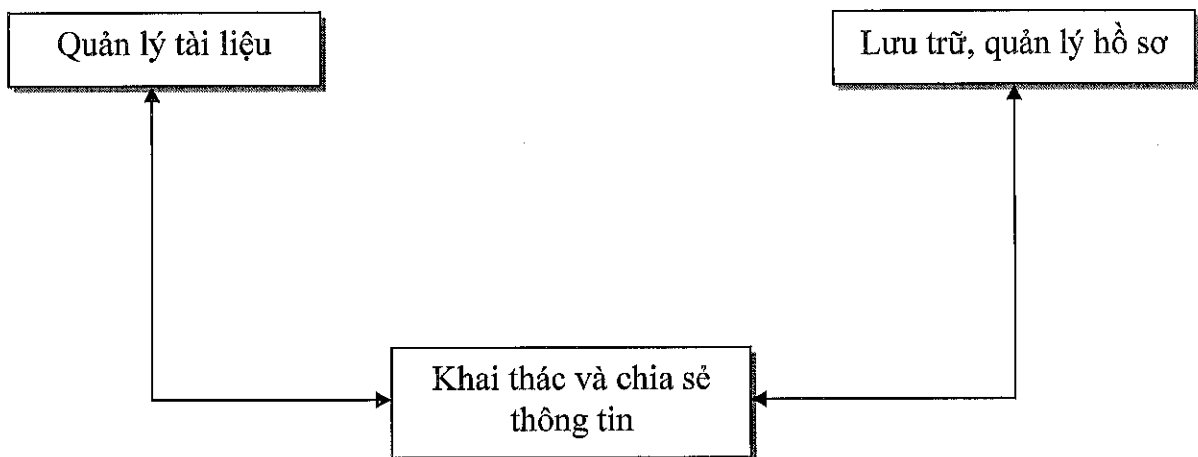 Quản lý tài liệu
Lưu trữ, quản lý hồ sơ
Khai thác và chia sẻ
thông tin